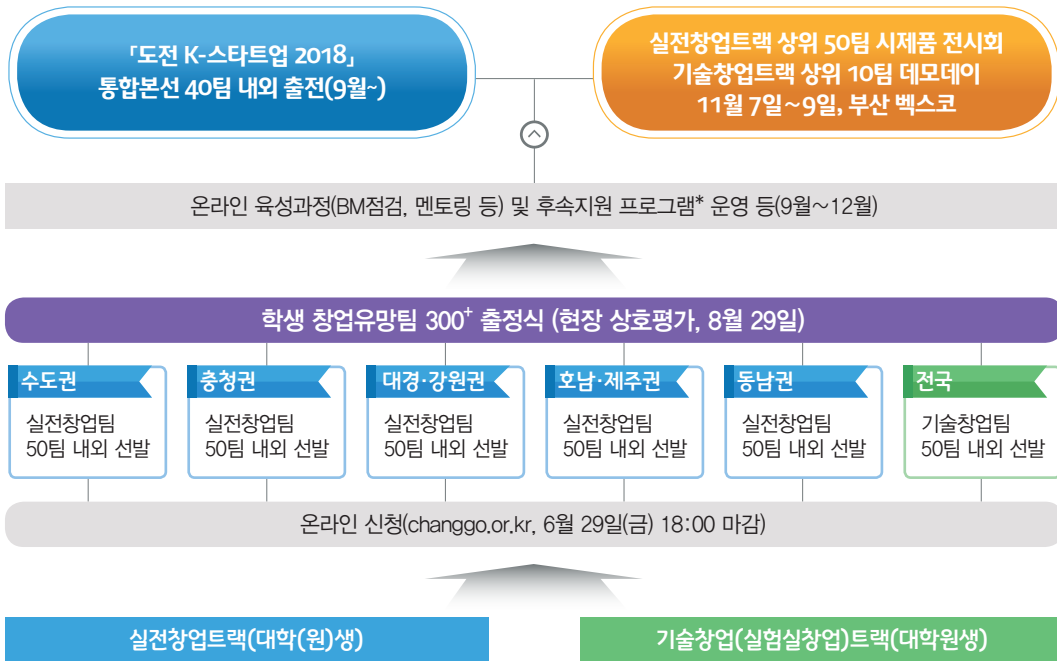 「도전 K-스타트업 2018」
통합본선 40팀 내외 출전(9월~)
실전창업트랙 상위 50팀 시제품 전시회
기술창업트랙 상위 10팀 데모데이
11월 7일~9일, 부산 벡스코
온라인 육성과정(BM점검, 멘토링 등) 및 후속지원 프로그램* 운영 등(9월~12월)
학생 창업유망팀 300⁺ 출정식 (현장 상호평가, 8월 29일)
수도권
실전창업팀
50팀 내외 선발
충청권
실전창업팀
50팀 내외 선발
대경·강원권
실전창업팀
50팀 내외 선발
호남·제주권
실전창업팀
50팀 내외 선발
동남권
실전창업팀
50팀 내외 선발
전국
기술창업팀
50팀 내외 선발
온라인 신청(changgo.or.kr, 6월 29일(금) 18:00 마감)
실전창업트랙(대학(원)생)
기술창업(실험실창업)트랙(대학원생)